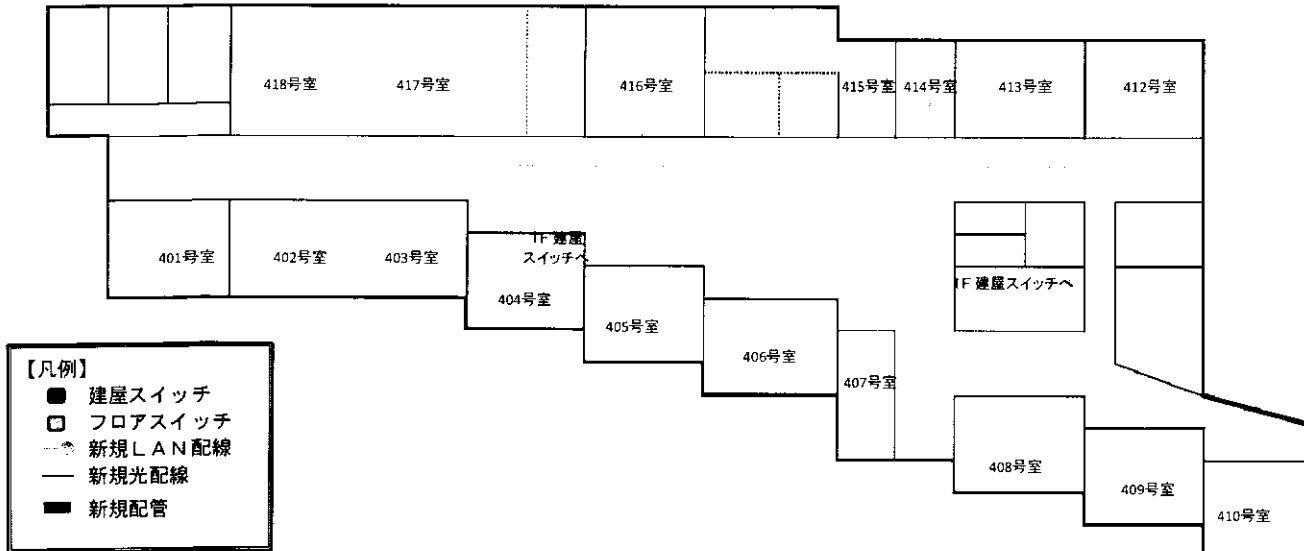 418号室
417号室
416号室
415号室
414号室
413号室
412号室
401号室
402号室
403号室
1F 建屋
スイッチへ
404号室
405号室
406号室
407号室
1F 建屋スイッチへ
408号室
409号室
410号室
【凡例】
建屋スイッチ
フロアスイッチ
新規LAN配線
新規光配線
新規配管